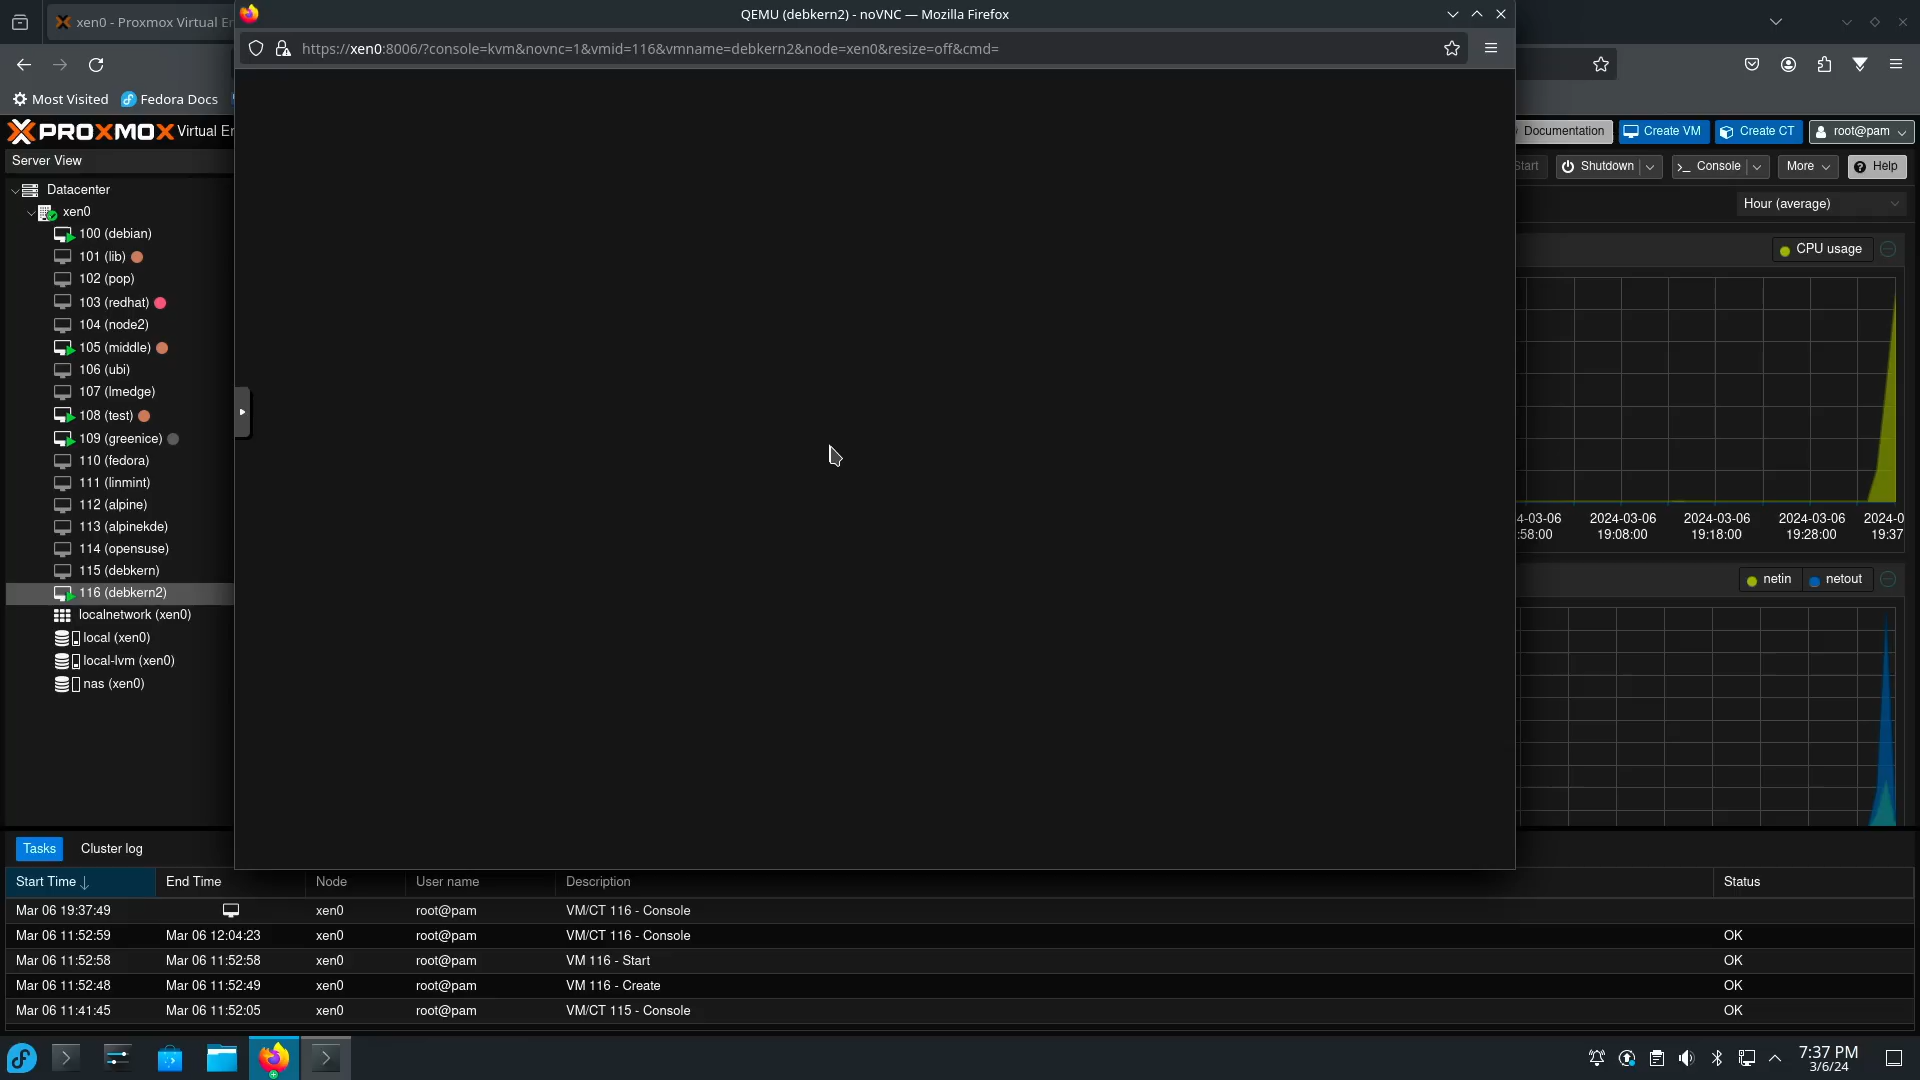 xen0 - Proxmox Virtual En
QEMU (debkern2) - noVNC — Mozilla Firefox
https://xen0:8006/?console=kvm&novnc=1&vmid=116&vmname=debkern2&node=xen0&resize=off&cmd=
Most Visited
Fedora Docs
PROXMOX Virtual En
Documentation
Create VM
Create CT
root@pam
Server View
Start
Shutdown
Console
More
Help
Hour (average)
Datacenter
xen0
100 (debian)
101 (lib)
102 (pop)
103 (redhat)
104 (node2)
105 (middle)
106 (ubi)
107 (lmedge)
108 (test)
109 (greenice)
110 (fedora)
111 (linmint)
112 (alpine)
113 (alpinekde)
114 (opensuse)
115 (debkern)
116 (debkern2)
localnetwork (xen0)
local (xen0)
local-lvm (xen0)
nas (xen0)
CPU usage
4-03-06 2024-03-06 2024-03-06 2024-03-06 2024-0
:58:00 19:08:00 19:18:00 19:28:00 19:37
netin
netout
Tasks
Cluster log
Start Time End Time Node User name Description Status
Mar 06 19:37:49 xen0 root@pam VM/CT 116 - Console
Mar 06 11:52:59 Mar 06 12:04:23 xen0 root@pam VM/CT 116 - Console OK
Mar 06 11:52:58 Mar 06 11:52:58 xen0 root@pam VM 116 - Start OK
Mar 06 11:52:48 Mar 06 11:52:49 xen0 root@pam VM 116 - Create OK
Mar 06 11:41:45 Mar 06 11:52:05 xen0 root@pam VM/CT 115 - Console OK
7:37 PM
3/6/24